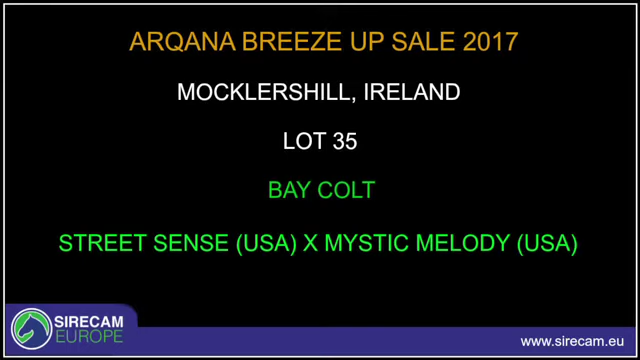 ARQANA BREEZE UP SALE 2017
MOCKLERSHILL, IRELAND
LOT 35
BAY COLT
STREET SENSE (USA) X MYSTIC MELODY (USA)
SIRECAM
EUROPE
www.sirecam.eu